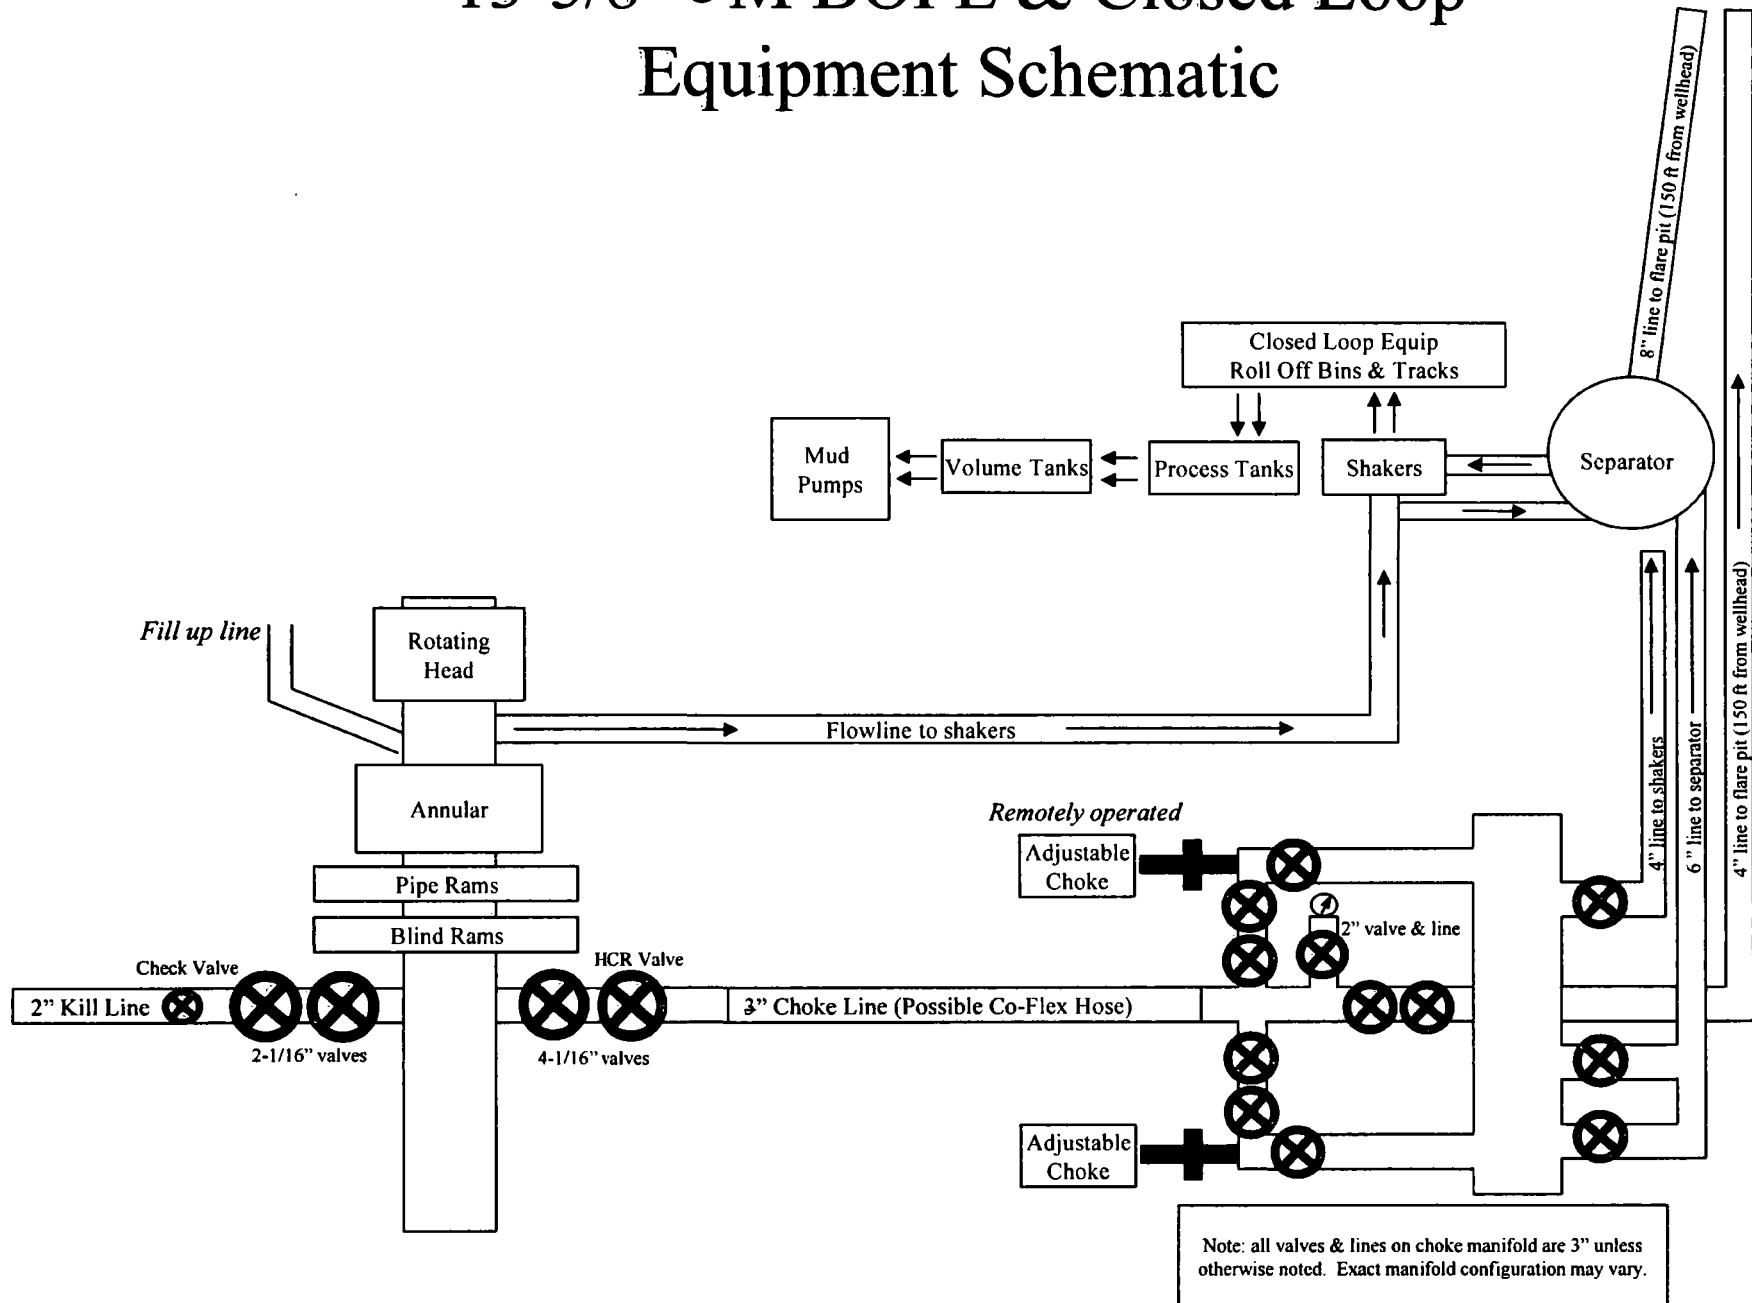 BOPE & Closed Loop
Equipment Schematic
8" line to flare pit (150 ft from wellhead)
Closed Loop Equip
Roll Off Bins & Tracks
Mud
Pumps
Volume Tanks
Process Tanks
Shakers
Separator
Fill up line
Rotating
Head
Flowline to shakers
4" line to shakers
6" line to separator
4" line to flare pit (150 ft from wellhead)
Annular
Remotely operated
Adjustable
Choke
Pipe Rams
Blind Rams
2" valve & line
Check Valve
HCR Valve
2" Kill Line
3" Choke Line (Possible Co-Flex Hose)
2-1/16" valves
4-1/16" valves
Adjustable
Choke
Note: all valves & lines on choke manifold are 3" unless
otherwise noted.  Exact manifold configuration may vary.